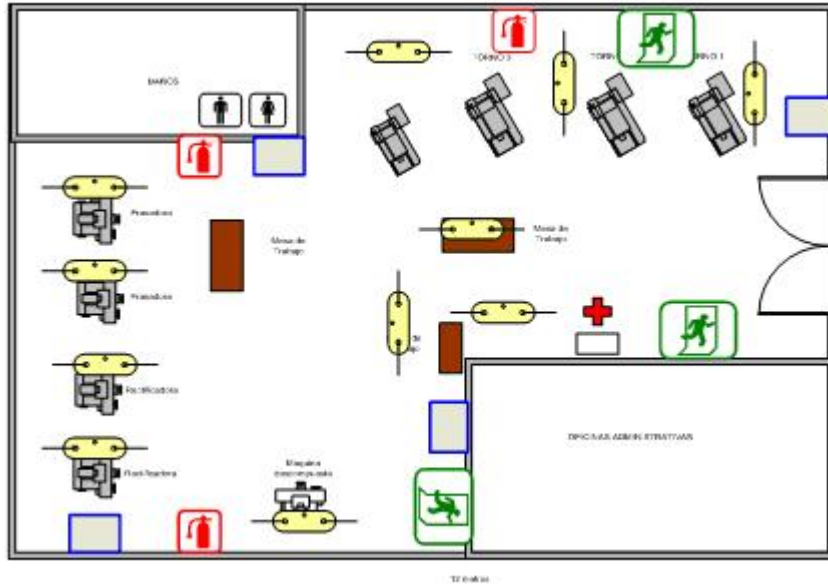 BAÑOS
TORNO 3
TORNO 1
Fresadora
Mesa de
Trabajo
Mesa de
Trabajo
Fresadora
Rectificadora
Rectificadora
Maquina
descompuesta
OFICINAS ADMINISTRATIVAS
12 metros